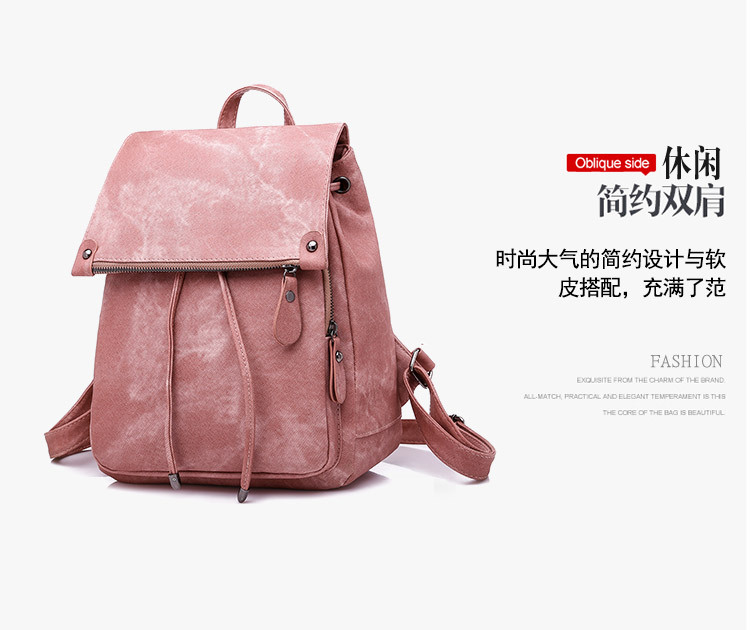 Oblique side 休闲
简约双肩
时尚大气的简约设计与软
皮搭配，充满了范
FASHION
EXQUISITE FROM THE CHARM OF THE BRAND.
ALL-MATCH, PRACTICAL AND ELEGANT TEMPERAMENT IS THIS
THE CORE OF THE BAG IS BEAUTIFUL.